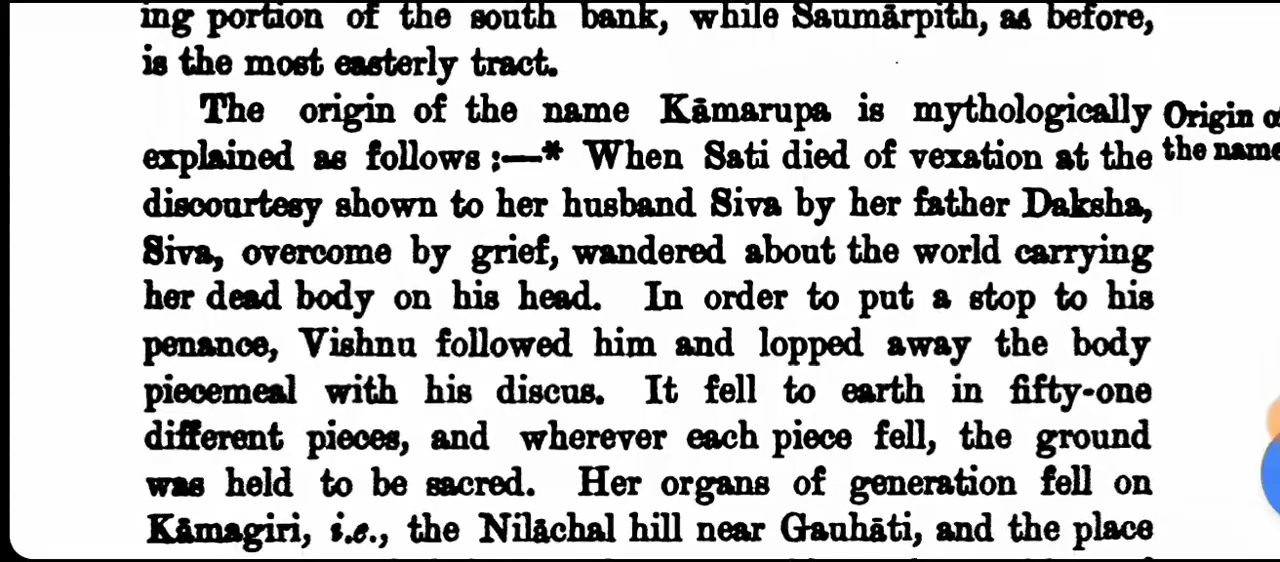 ing portion of the south bank, while Saumārpith, as before,
is the most easterly tract.
The origin of the name Kāmarupa is mythologically
explained as follows :—* When Sati died of vexation at the
discourtesy shown to her husband Siva by her father Daksha,
Siva, overcome by grief, wandered about the world carrying
her dead body on his head. In order to put a stop to his
penance, Vishnu followed him and lopped away the body
piecemeal with his discus. It fell to earth in fifty-one
different pieces, and wherever each piece fell, the ground
was held to be sacred. Her organs of generation fell on
Kāmagiri, i.e., the Nilāchal hill near Gauhāti, and the place
Origin
the name